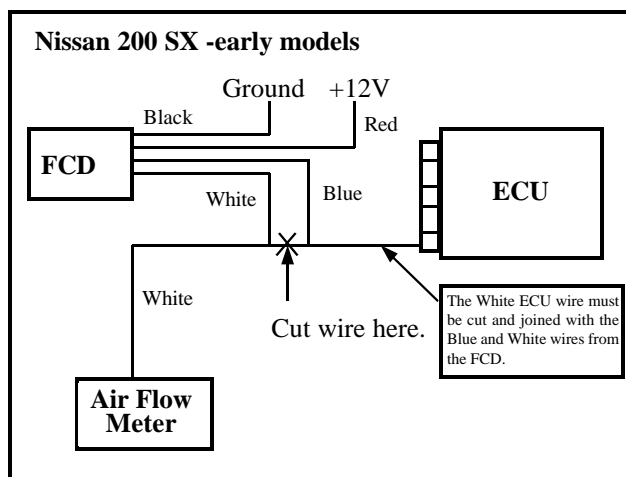 Nissan 200 SX -early models
Ground +12V
Black
Red
FCD
ECU
White
Blue
White
Cut wire here.
The White ECU wire must
be cut and joined with the
Blue and White wires from
the FCD.
Air Flow
Meter